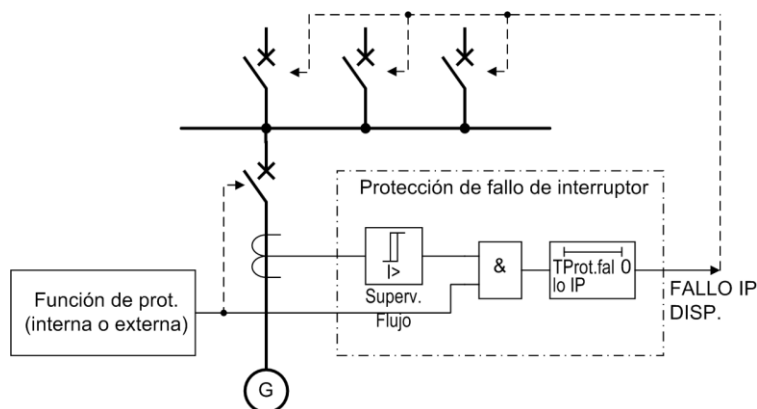 Protección de fallo de interruptor
I>
Superv.
Flujo
&
TProt.fal 0
lo IP
FALLO IP
DISP.
Función de prot.
(interna o externa)
G